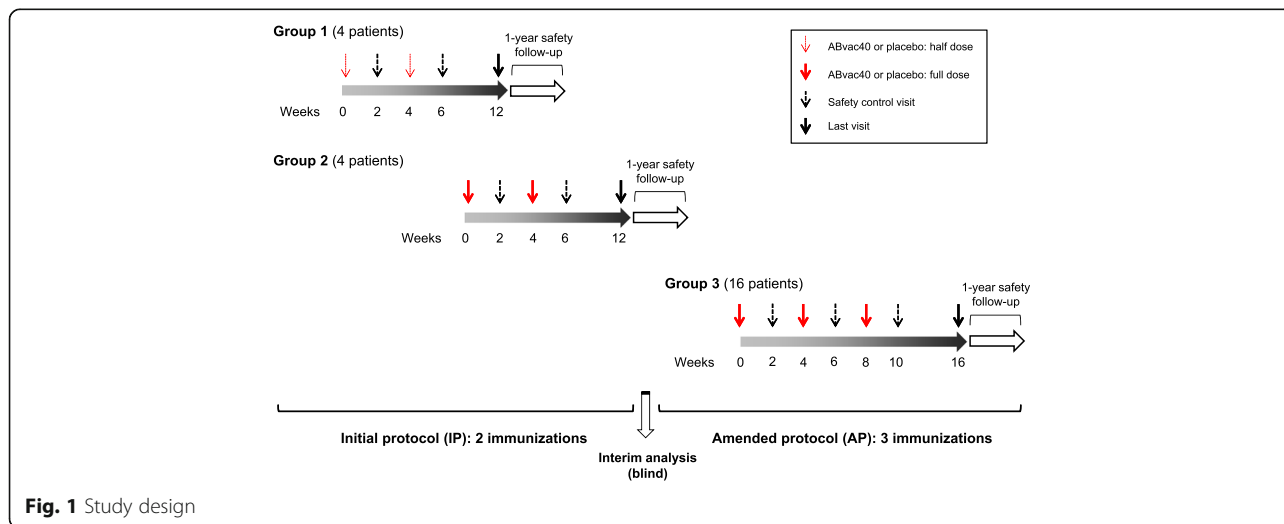 Group 1 (4 patients)
1-year safety
follow-up
Weeks 0 2 4 6 12
ABvac40 or placebo: half dose
ABvac40 or placebo: full dose
Safety control visit
Last visit
Group 2 (4 patients)
1-year safety
follow-up
Weeks 0 2 4 6 12
Group 3 (16 patients)
1-year safety
follow-up
Weeks 0 2 4 6 8 10 16
Initial protocol (IP): 2 immunizations
Amended protocol (AP): 3 immunizations
Interim analysis
(blind)
Fig. 1 Study design